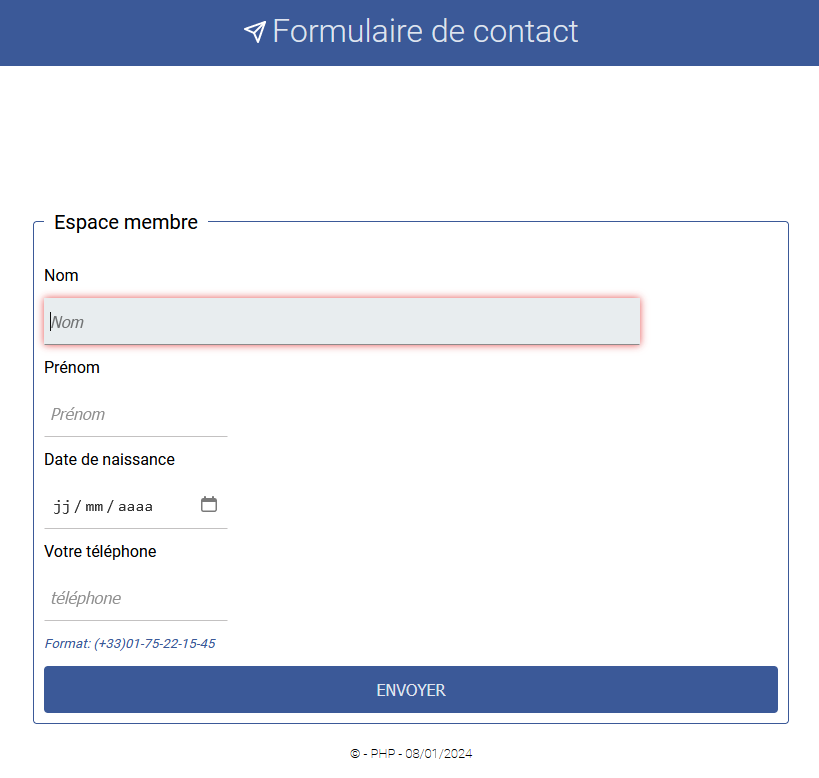 Formulaire de contact
Espace membre
Nom
Nom
Prénom
Prénom
Date de naissance
jj/mm/aaaa
Votre téléphone
téléphone
Format: (+33)01-75-22-15-45
ENVOYER
© - PHP - 08/01/2024